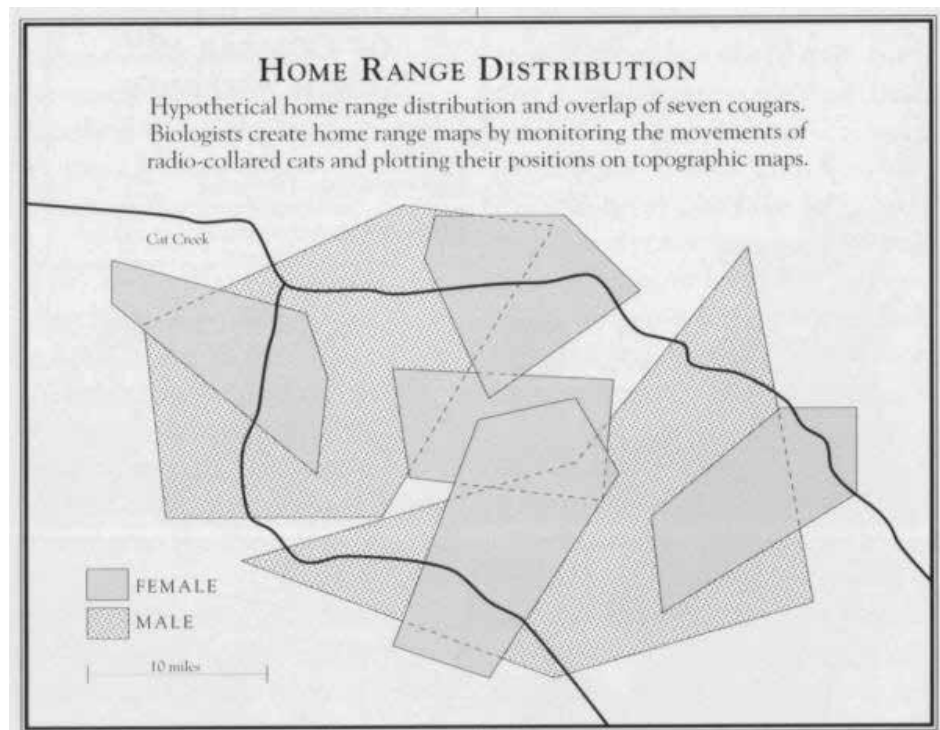 HOME RANGE DISTRIBUTION
Hypothetical home range distribution and overlap of seven cougars.
Biologists create home range maps by monitoring the movements of
radio-collared cats and plotting their positions on topographic maps.
Cat Creek
FEMALE
MALE
10 miles